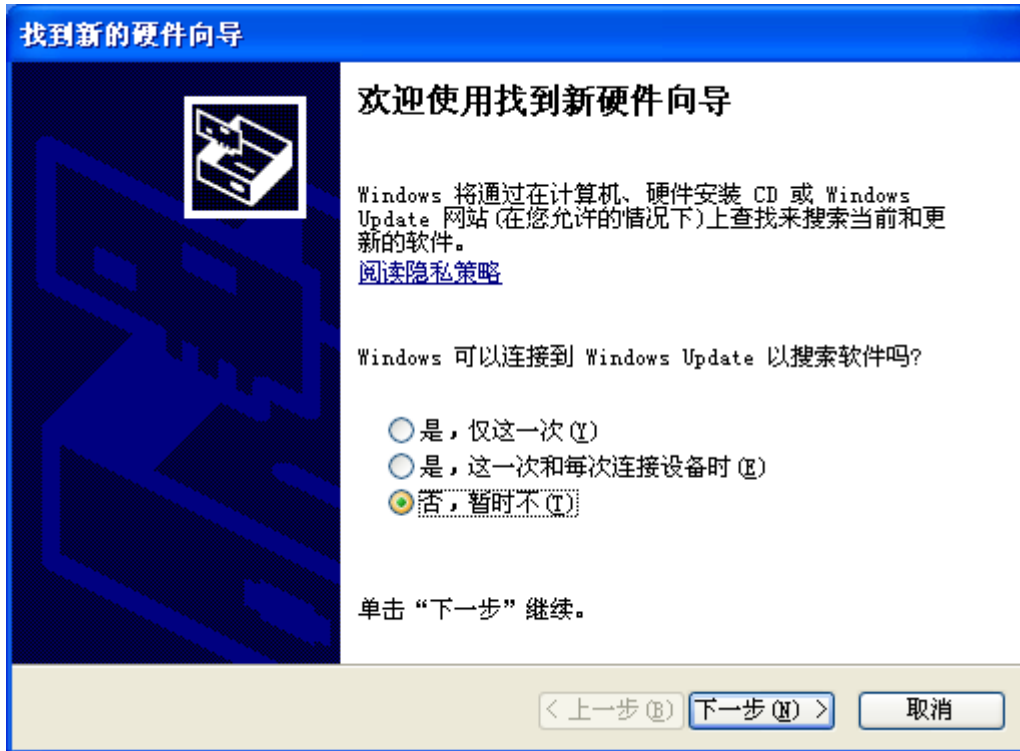 找到新的硬件向导
欢迎使用找到新硬件向导
Windows 将通过在计算机、硬件安装 CD 或 Windows
Update 网站(在您允许的情况下)上查找来搜索当前和更
新的软件。
阅读隐私策略
Windows 可以连接到 Windows Update 以搜索软件吗?
是，仅这一次(Y)
是，这一次和每次连接设备时(E)
否，暂时不(T)
单击“下一步”继续。
< 上一步(B) 下一步(N) > 取消